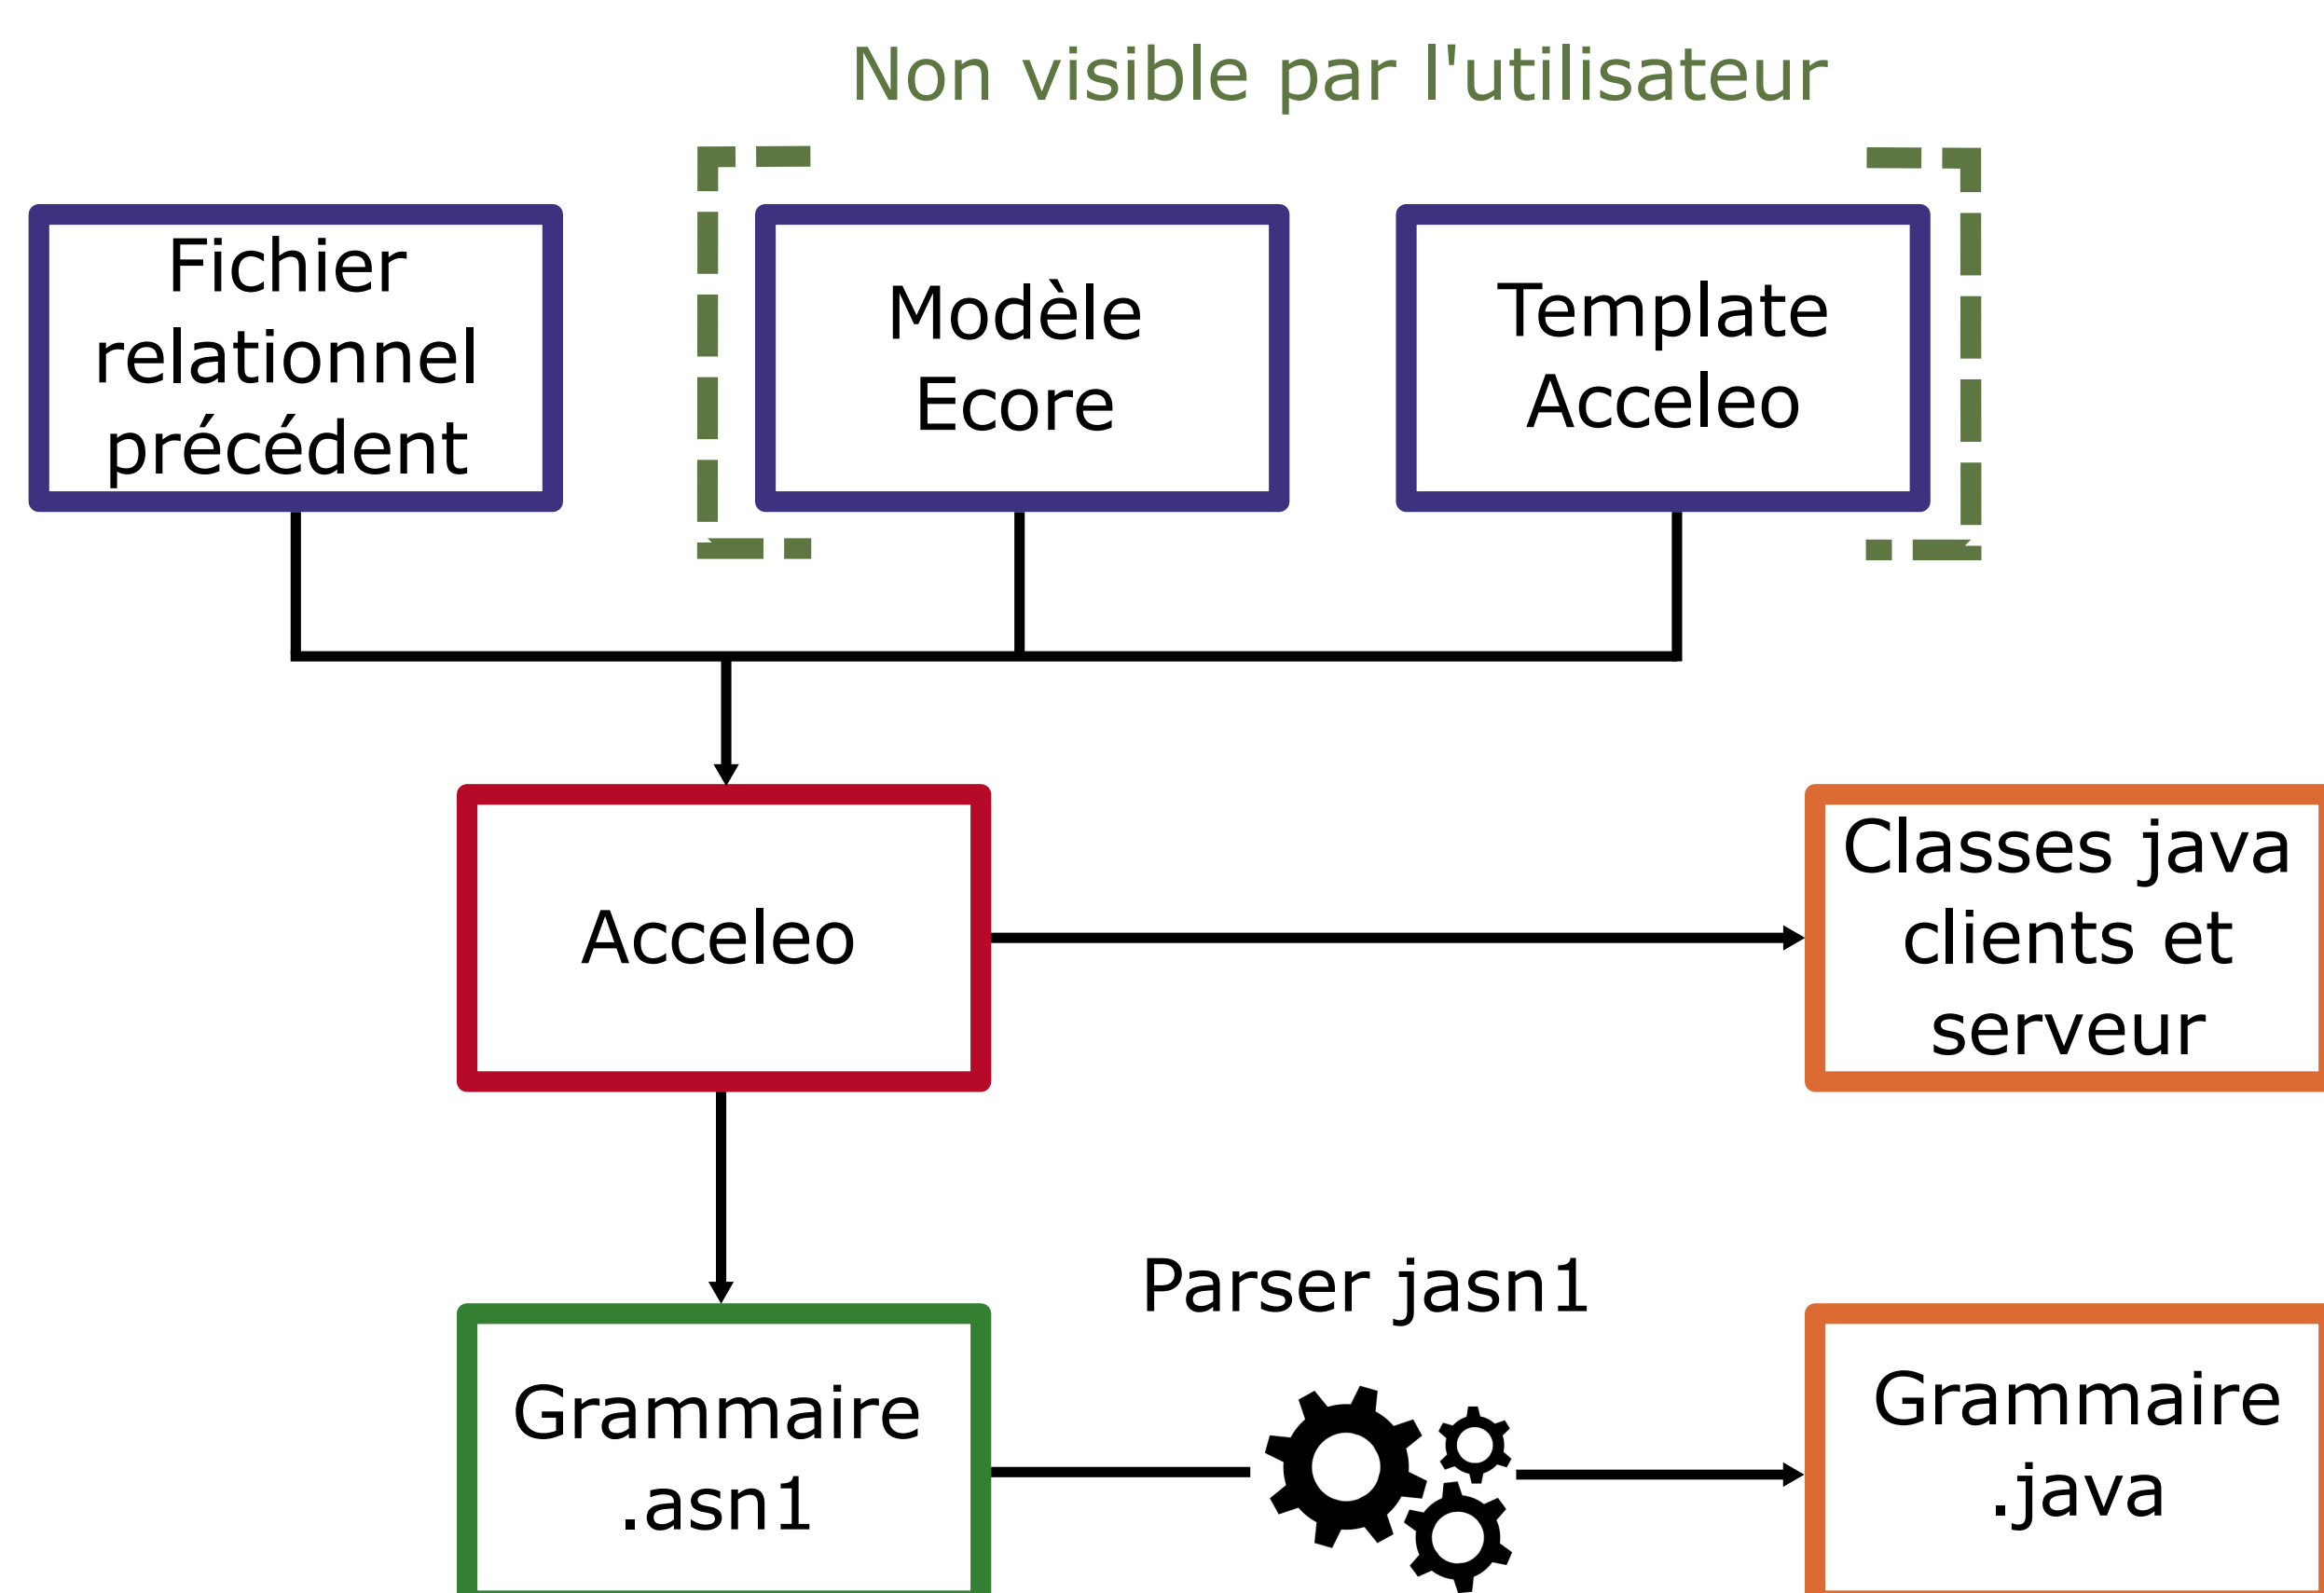 Non visible par l'utilisateur
Fichier
relationnel
précédent
Modèle
Ecore
Template
Acceleo
Acceleo
Classes java
clients et
serveur
Parser jasn1
Grammaire
.asn1
Grammaire
.java